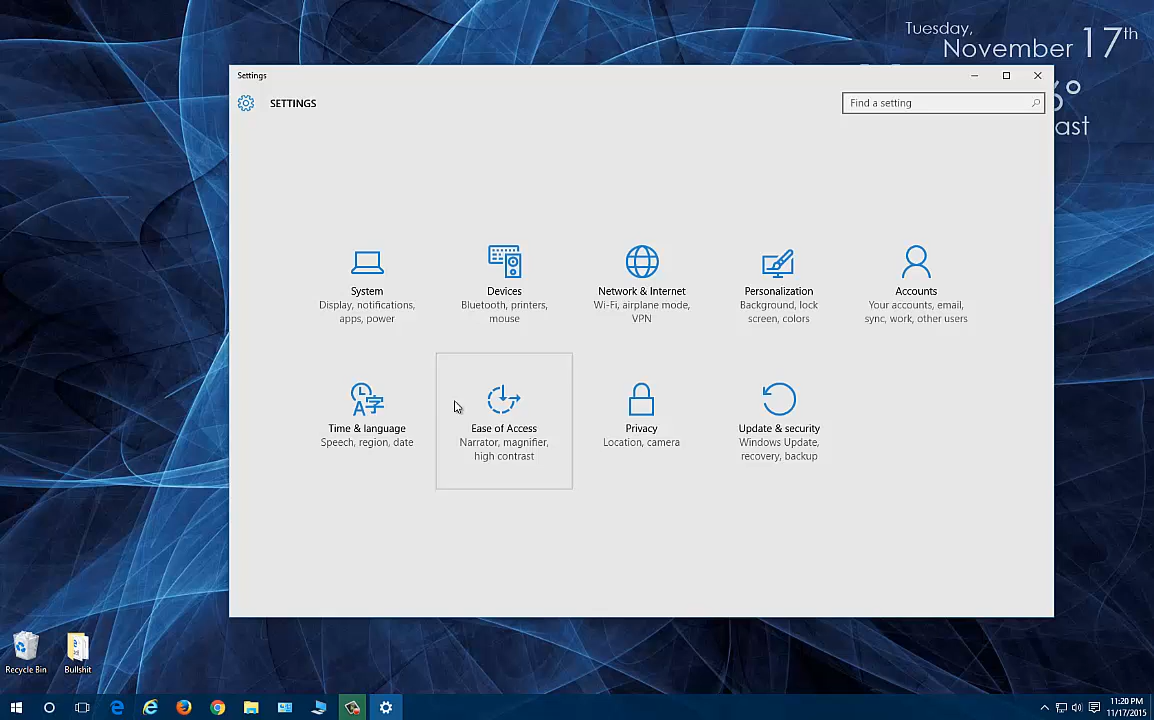 Tuesday,
November 17th
Settings
SETTINGS
Find a setting
°
ast
System
Display, notifications,
apps, power
Devices
Bluetooth, printers,
mouse
Network & Internet
Wi-Fi, airplane mode,
VPN
Personalization
Background, lock
screen, colors
Accounts
Your accounts, email,
sync, work, other users
Time & language
Speech, region, date
Ease of Access
Narrator, magnifier,
high contrast
Privacy
Location, camera
Update & security
Windows Update,
recovery, backup
Recycle Bin
Bullshit
11:20 PM
11/17/2015